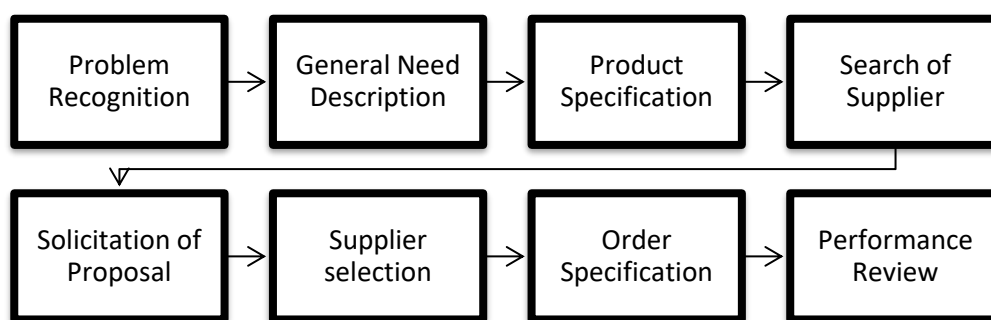 Problem
Recognition
General Need
Description
Product
Specification
Search of
Supplier
Solicitation of
Proposal
Supplier
selection
Order
Specification
Performance
Review